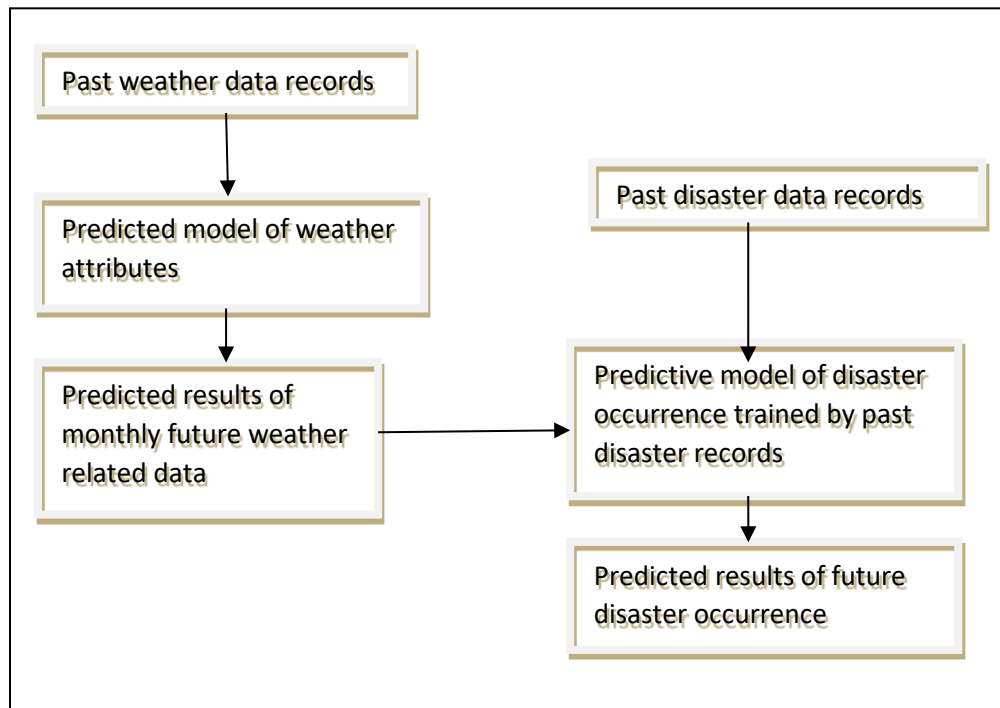 Past weather data records
Predicted model of weather
attributes
Predicted results of
monthly future weather
related data
Past disaster data records
Predictive model of disaster
occurrence trained by past
disaster records
Predicted results of future
disaster occurrence